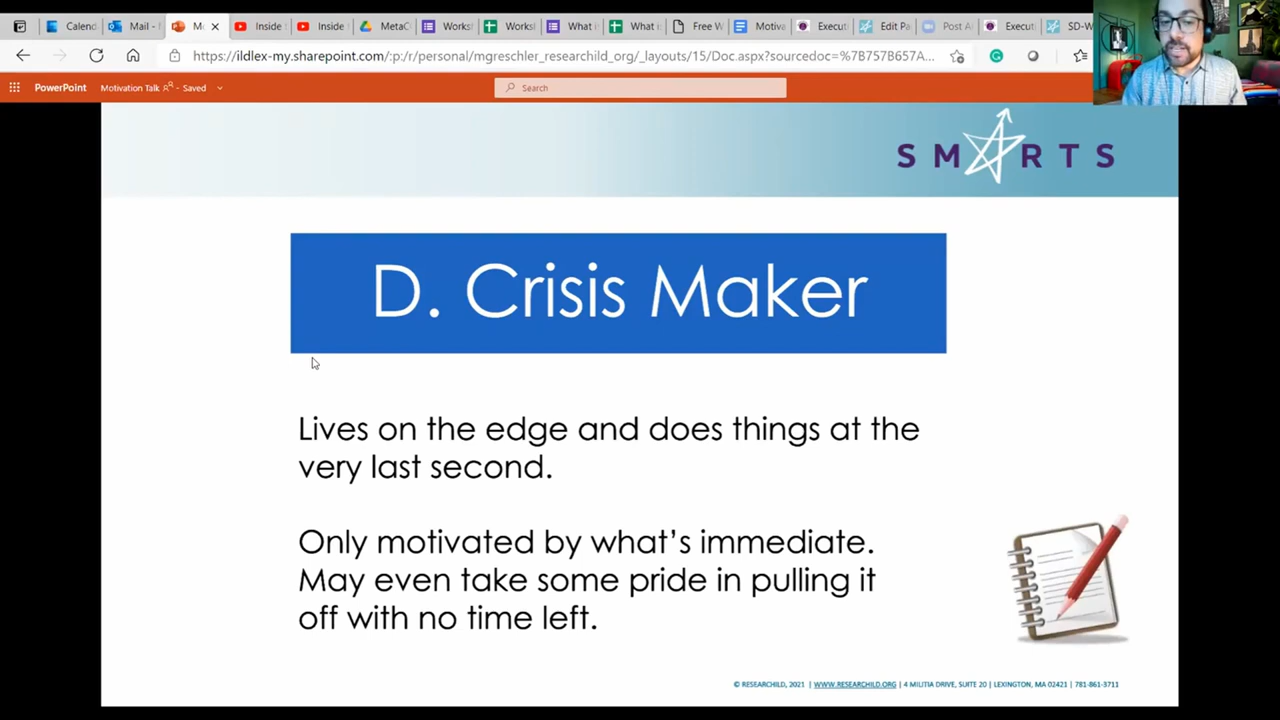 Calend
Mail -
Mo
Inside
Inside
MetaC
Works
Works
What i
What i
Free W
Motiva
Execut
Edit Pa
Post A
Execut
SD-W
https://ildlex-my.sharepoint.com/:p:/r/personal/mgreschler_researchild_org/_layouts/15/Doc.aspx?sourcedoc=%7B757B657A...
PowerPoint
Motivation Talk - Saved
Search
SMARTS
D. Crisis Maker
Lives on the edge and does things at the
very last second.
Only motivated by what's immediate.
May even take some pride in pulling it
off with no time left.
© RESEARCHILD, 2021 | WWW.RESEARCHILD.ORG | 4 MILITIA DRIVE, SUITE 20 | LEXINGTON, MA 02421 | 781-861-3711